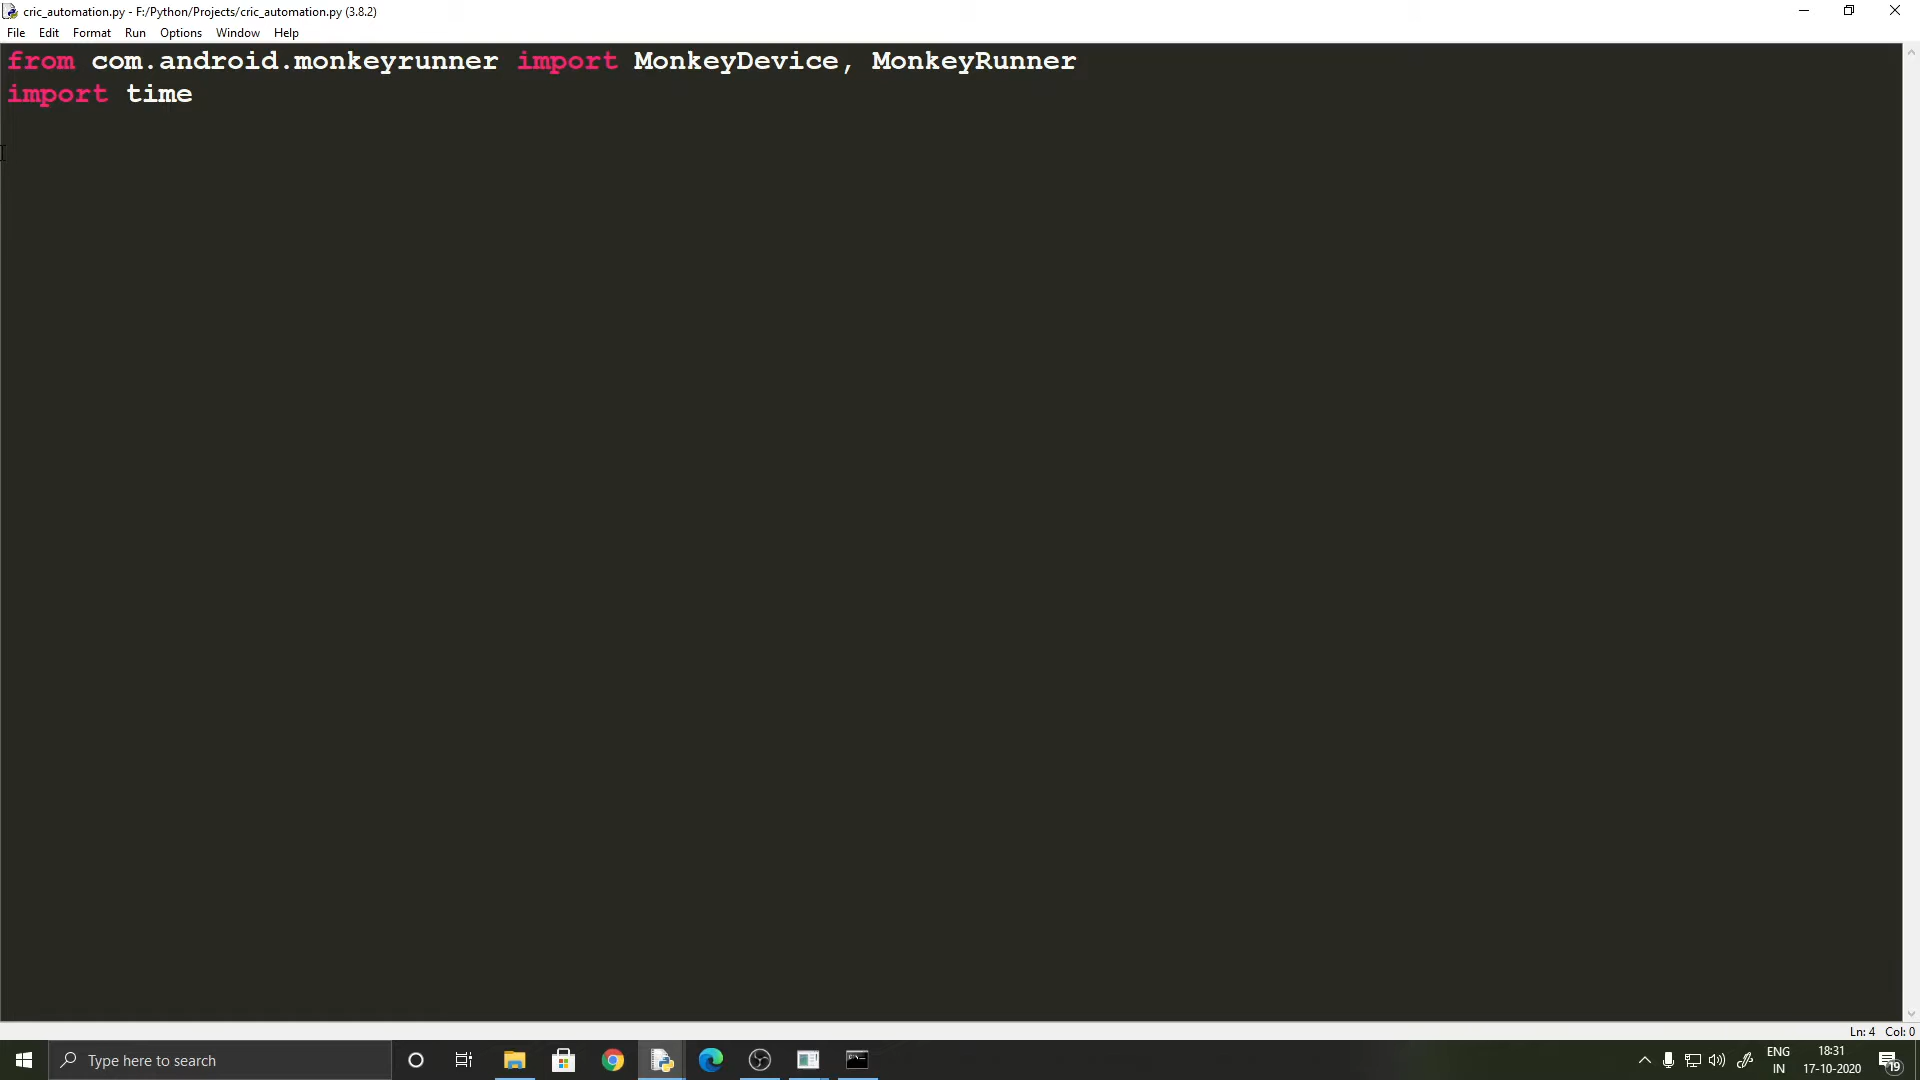 cric_automation.py - F:/Python/Projects/cric_automation.py (3.8.2)
File Edit Format Run Options Window Help
from com.android.monkeyrunner import MonkeyDevice, MonkeyRunner
import time
Ln: 4 Col: 0
Type here to search
ENG
IN
18:31
17-10-2020
19